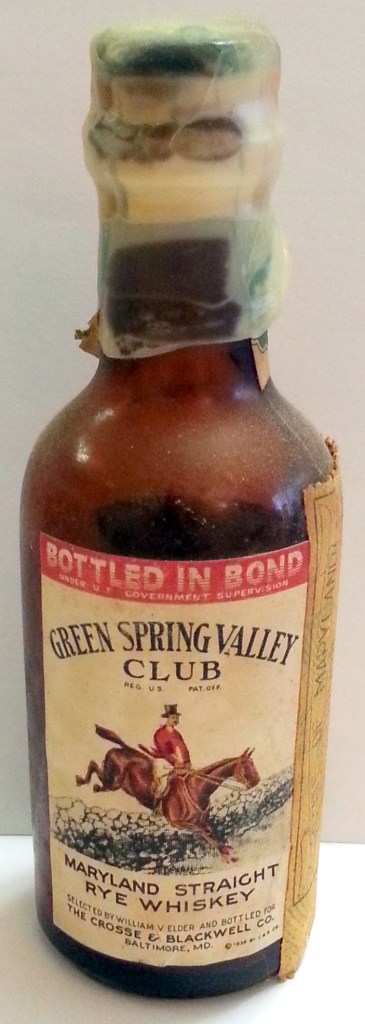 BOTTLED IN BOND
UNDER U.S. GOVERNMENT SUPERVISION
GREEN SPRING VALLEY
CLUB
REG. U.S. PAT. OFF.
MARYLAND STRAIGHT
RYE WHISKEY
SELECTED BY WILLIAM V. ELDER AND BOTTLED FOR
THE CROSSE & BLACKWELL CO.
BALTIMORE, MD.
OF MARYLAND